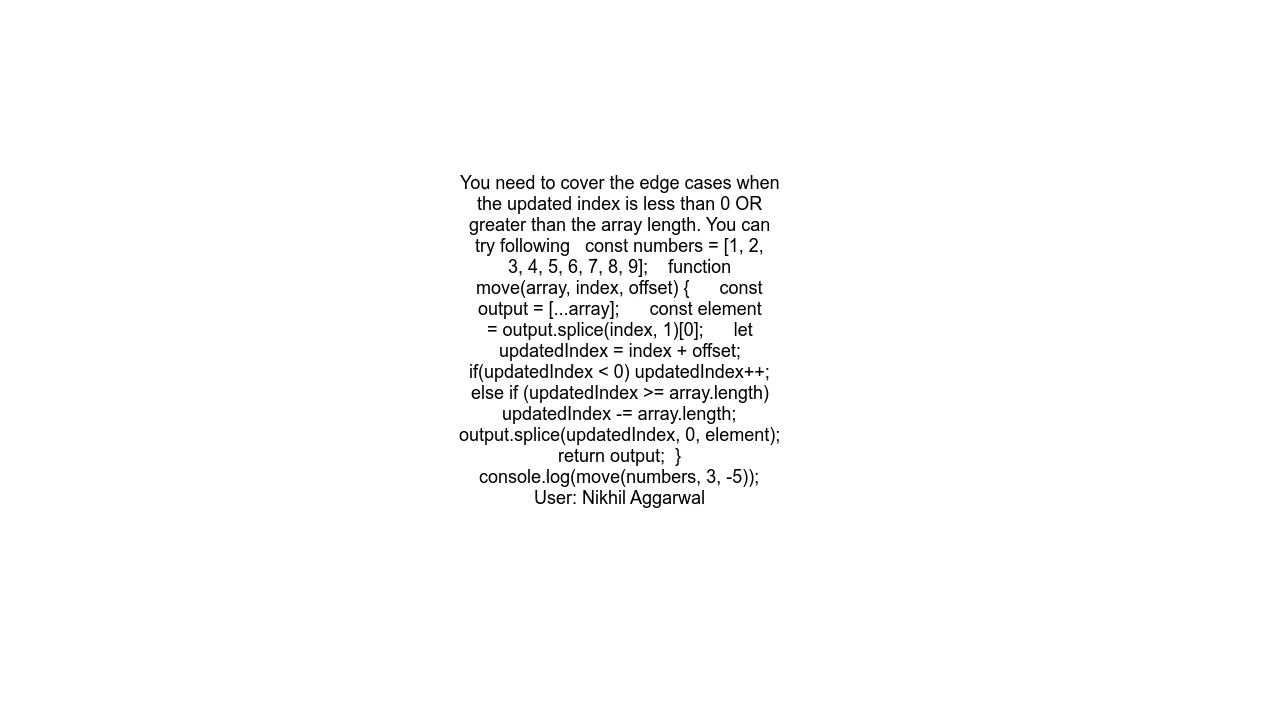 You need to cover the edge cases when
the updated index is less than 0 OR
greater than the array length. You can
try following   const numbers = [1, 2,
3, 4, 5, 6, 7, 8, 9];    function
move(array, index, offset) {      const
output = [...array];      const element
= output.splice(index, 1)[0];      let
updatedIndex = index + offset;
if(updatedIndex < 0) updatedIndex++;
else if (updatedIndex >= array.length)
updatedIndex -= array.length;
output.splice(updatedIndex, 0, element);
return output;  }
console.log(move(numbers, 3, -5));
User: Nikhil Aggarwal